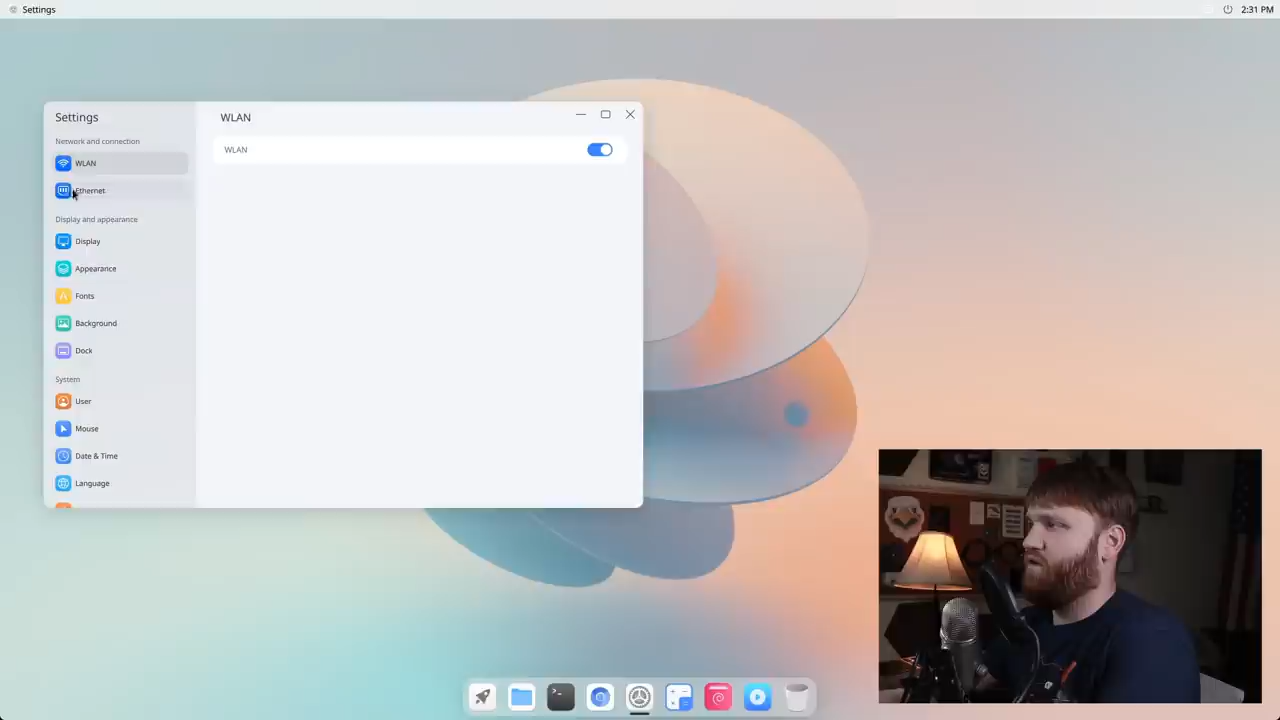 Settings
2:31 PM
Settings
Network and connection
WLAN
Ethernet
Display and appearance
Display
Appearance
Fonts
Background
Dock
System
User
Mouse
Date & Time
Language
WLAN
WLAN